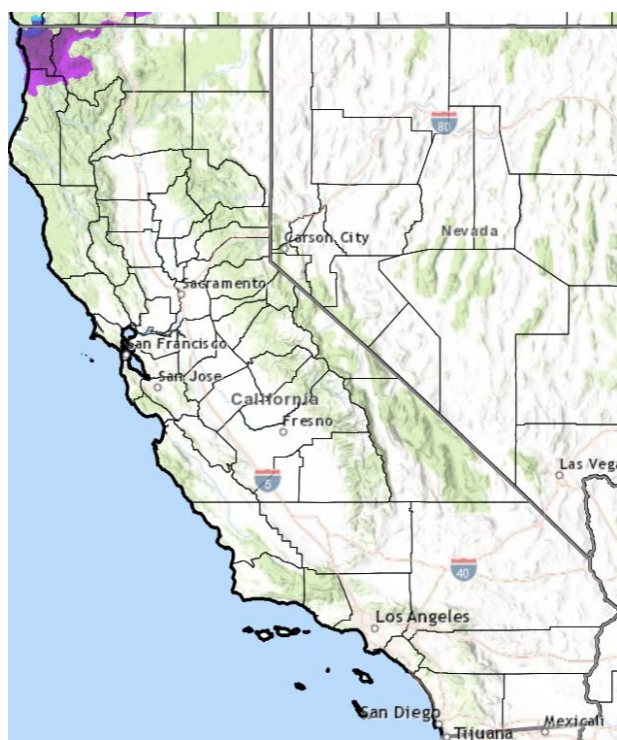 80
Nevada
Carson City
Sacramento
San Francisco
San Jose
California
Fresno
Las Vega
5
40
Los Angeles
San Diego
Tijuana
Mexicali